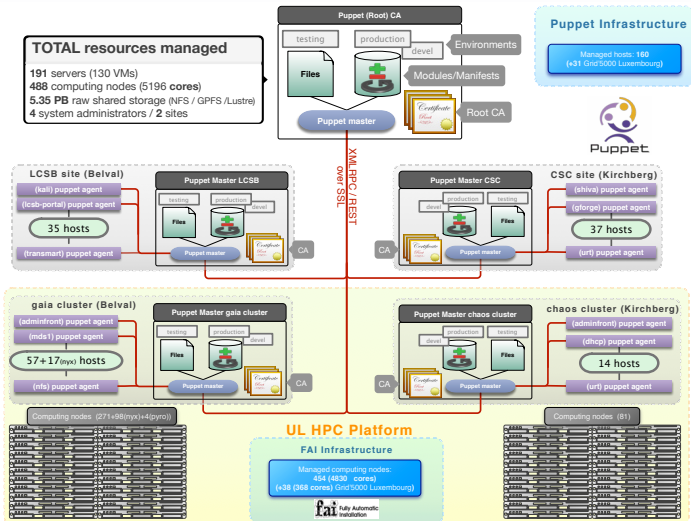 Puppet (Root) CA
testing
production
devel
Environments
Files
Modules/Manifests
Root CA
Certificate
Puppet master
TOTAL resources managed
191 servers (130 VMs)
488 computing nodes (5196 cores)
5.35 PB raw shared storage (NFS / GPFS /Lustre)
4 system administrators / 2 sites
Puppet Infrastructure
Managed hosts: 160
(+31 Grid'5000 Luxembourg)
Puppet
XMLRPC / REST
over SSL
LCSB site (Belval)
(kali) puppet agent
(lcsb-portal) puppet agent
35 hosts
(transmart) puppet agent
Puppet Master LCSB
testing
production
devel
Files
Certificate
Puppet master
CA
Puppet Master CSC
testing
production
devel
Files
Certificate
Puppet master
CA
CSC site (Kirchberg)
(shiva) puppet agent
(gforge) puppet agent
37 hosts
(urt) puppet agent
gaia cluster (Belval)
(adminfront) puppet agent
(mds1) puppet agent
57+17(nyx) hosts
(nfs) puppet agent
Puppet Master gaia cluster
testing
production
devel
Files
Certificate
Puppet master
CA
Puppet Master chaos cluster
testing
production
devel
Files
Certificate
Puppet master
CA
chaos cluster (Kirchberg)
(adminfront) puppet agent
(dhcp) puppet agent
14 hosts
(urt) puppet agent
Computing nodes (271+98(nyx)+4(pyro))
Computing nodes (81)
UL HPC Platform
FAI Infrastructure
Managed computing nodes:
454 (4830 cores)
(+38 (368 cores) Grid'5000 Luxembourg)
fai Fully Automatic
Installation